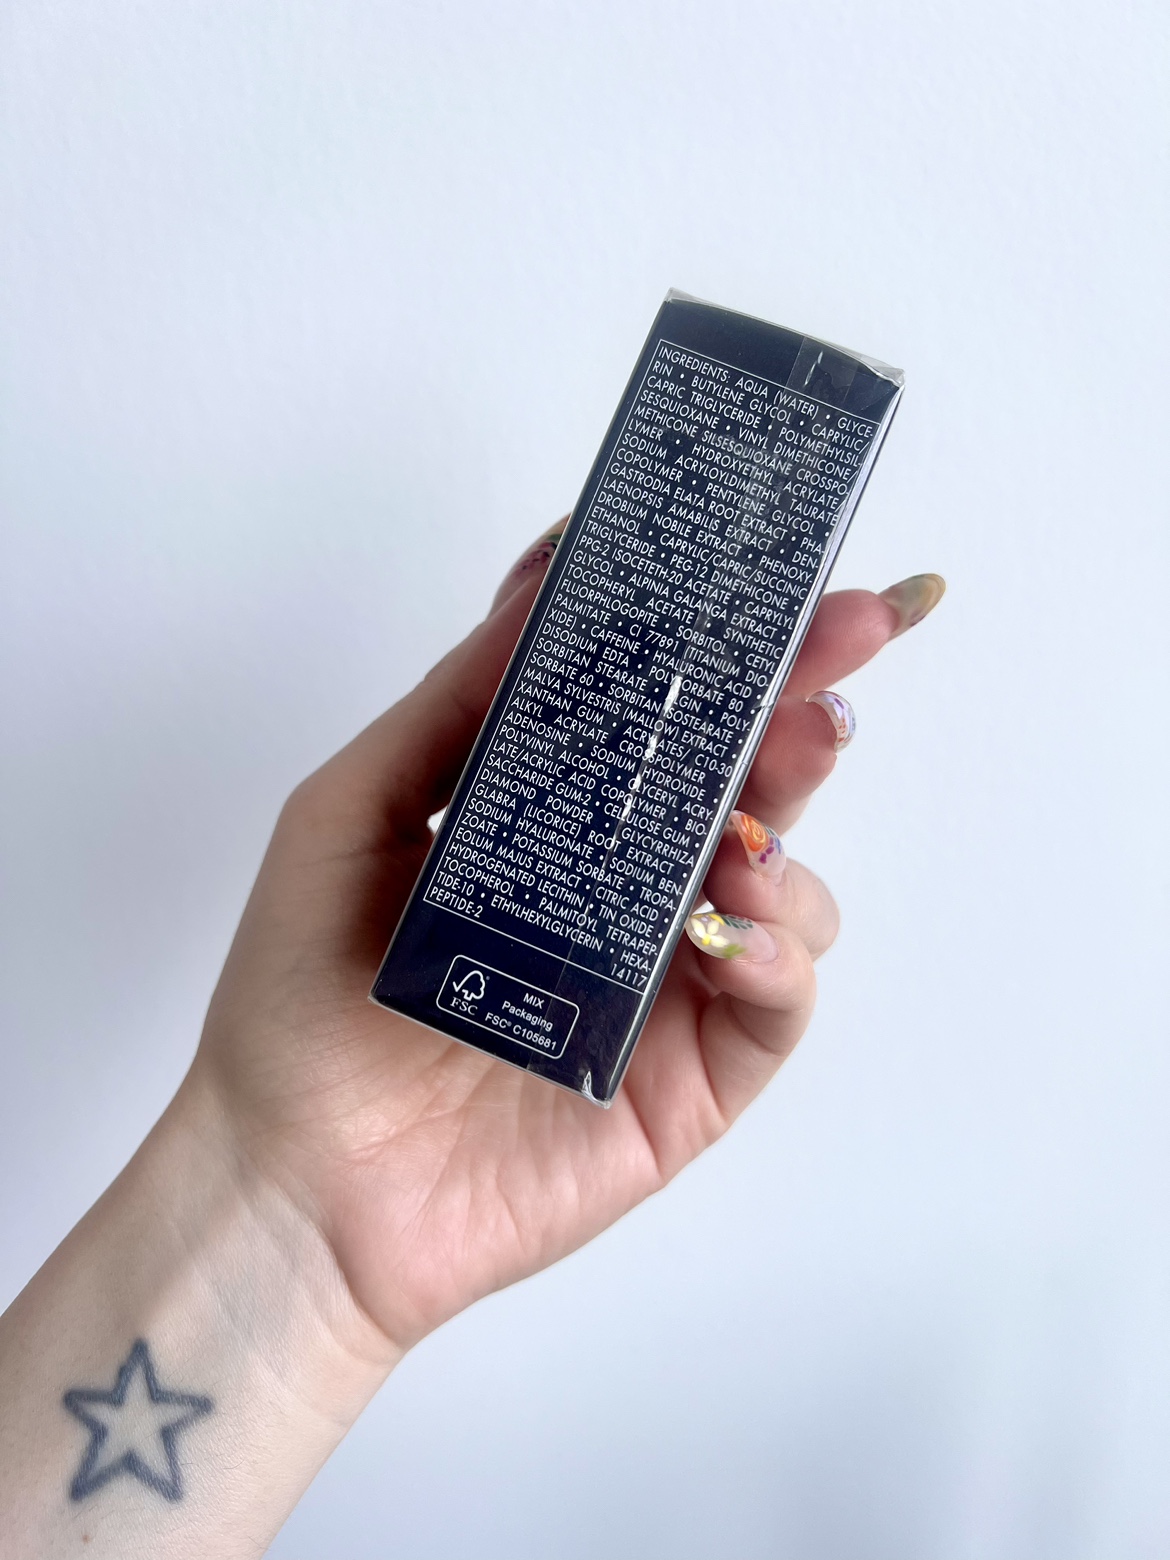 INGREDIENTS: AQUA (WATER) • GLYCE-
RIN • BUTYLENE GLYCOL • CAPRYLIC/
CAPRIC TRIGLYCERIDE • POLYMETHYLSIL-
SESQUIOXANE • VINYL DIMETHICONE/
METHICONE SILSESQUIOXANE CROSSPO-
LYMER • HYDROXYETHYL ACRYLATE/
SODIUM ACRYLOYLDIMETHYL TAURATE
COPOLYMER • PENTYLENE GLYCOL •
GASTRODIA ELATA ROOT EXTRACT • PHA-
LAENOPSIS AMABILIS EXTRACT • DEN-
DROBIUM NOBILE EXTRACT • PHENOXY-
ETHANOL • CAPRYLIC/CAPRIC/SUCCINIC
TRIGLYCERIDE • PEG-12 DIMETHICONE •
PPG-2 ISOCETETH-20 ACETATE • CAPRYLYL
GLYCOL • ALPINIA GALANGA EXTRACT •
TOCOPHERYL ACETATE • SYNTHETIC
FLUORPHLOGOPITE • SORBITOL • CETYL
PALMITATE • CI 77891 (TITANIUM DIO-
XIDE) • CAFFEINE • HYALURONIC ACID •
DISODIUM EDTA • POLYSORBATE 80 •
SORBITAN STEARATE • ALGIN • POLY-
SORBATE 60 • SORBITAN ISOSTEARATE •
MALVA SYLVESTRIS (MALLOW) EXTRACT •
XANTHAN GUM • ACRYLATES/ C10-30
ALKYL ACRYLATE CROSSPOLYMER •
ADENOSINE • SODIUM HYDROXIDE •
POLYVINYL ALCOHOL • GLYCERYL ACRY-
LATE/ACRYLIC ACID COPOLYMER • BIO-
SACCHARIDE GUM-2 • CELLULOSE GUM •
DIAMOND POWDER • GLYCYRRHIZA
GLABRA (LICORICE) ROOT EXTRACT •
SODIUM HYALURONATE • SODIUM BEN-
ZOATE • POTASSIUM SORBATE • TROPA-
EOLUM MAJUS EXTRACT • CITRIC ACID •
HYDROGENATED LECITHIN • TIN OXIDE •
TOCOPHEROL • PALMITOYL TETRAPEP-
TIDE-10 • ETHYLHEXYLGLYCERIN • HEXA-
PEPTIDE-2 14117
FSC
MIX
Packaging
FSC® C105681